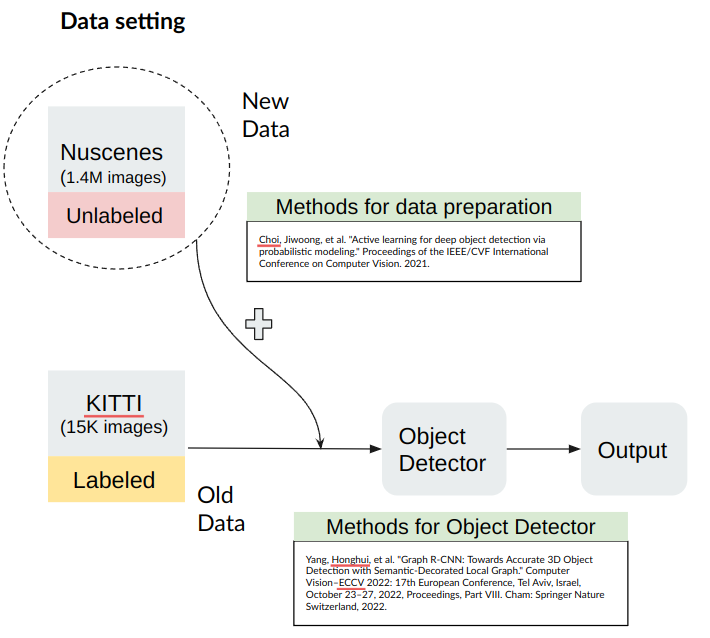 Data setting
New
Data
Nuscenes
(1.4M images)
Unlabeled
Methods for data preparation
Choi, Jiwoong, et al. "Active learning for deep object detection via
probabilistic modeling." Proceedings of the IEEE/CVF International
Conference on Computer Vision. 2021.
KITTI
(15K images)
Labeled
Old
Data
Object
Detector
Output
Methods for Object Detector
Yang, Honghui, et al. "Graph R-CNN: Towards Accurate 3D Object
Detection with Semantic-Decorated Local Graph." Computer
Vision–ECCV 2022: 17th European Conference, Tel Aviv, Israel,
October 23–27, 2022, Proceedings, Part VIII. Cham: Springer Nature
Switzerland, 2022.